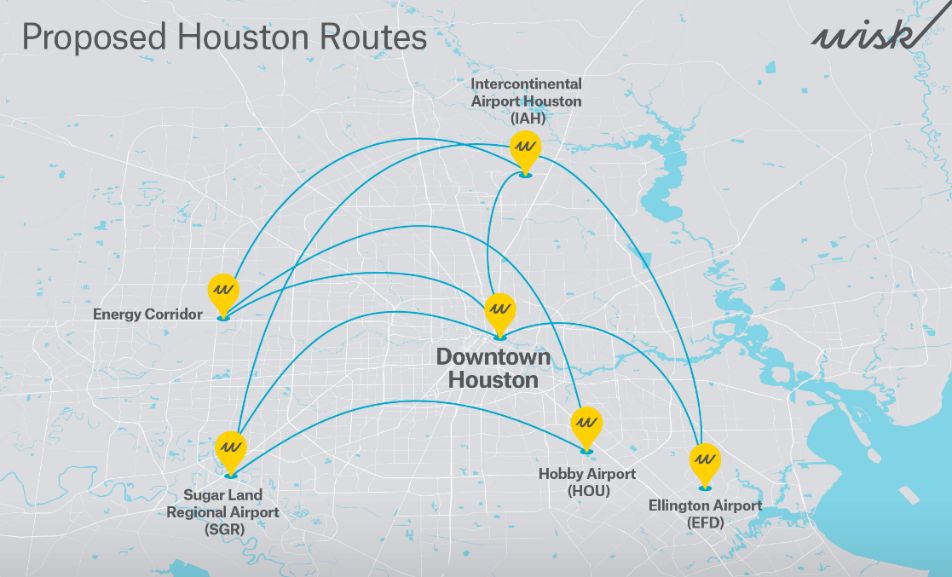 Proposed Houston Routes
wisk
Intercontinental
Airport Houston
(IAH)
Energy Corridor
Downtown
Houston
Sugar Land
Regional Airport
(SGR)
Hobby Airport
(HOU)
Ellington Airport
(EFD)